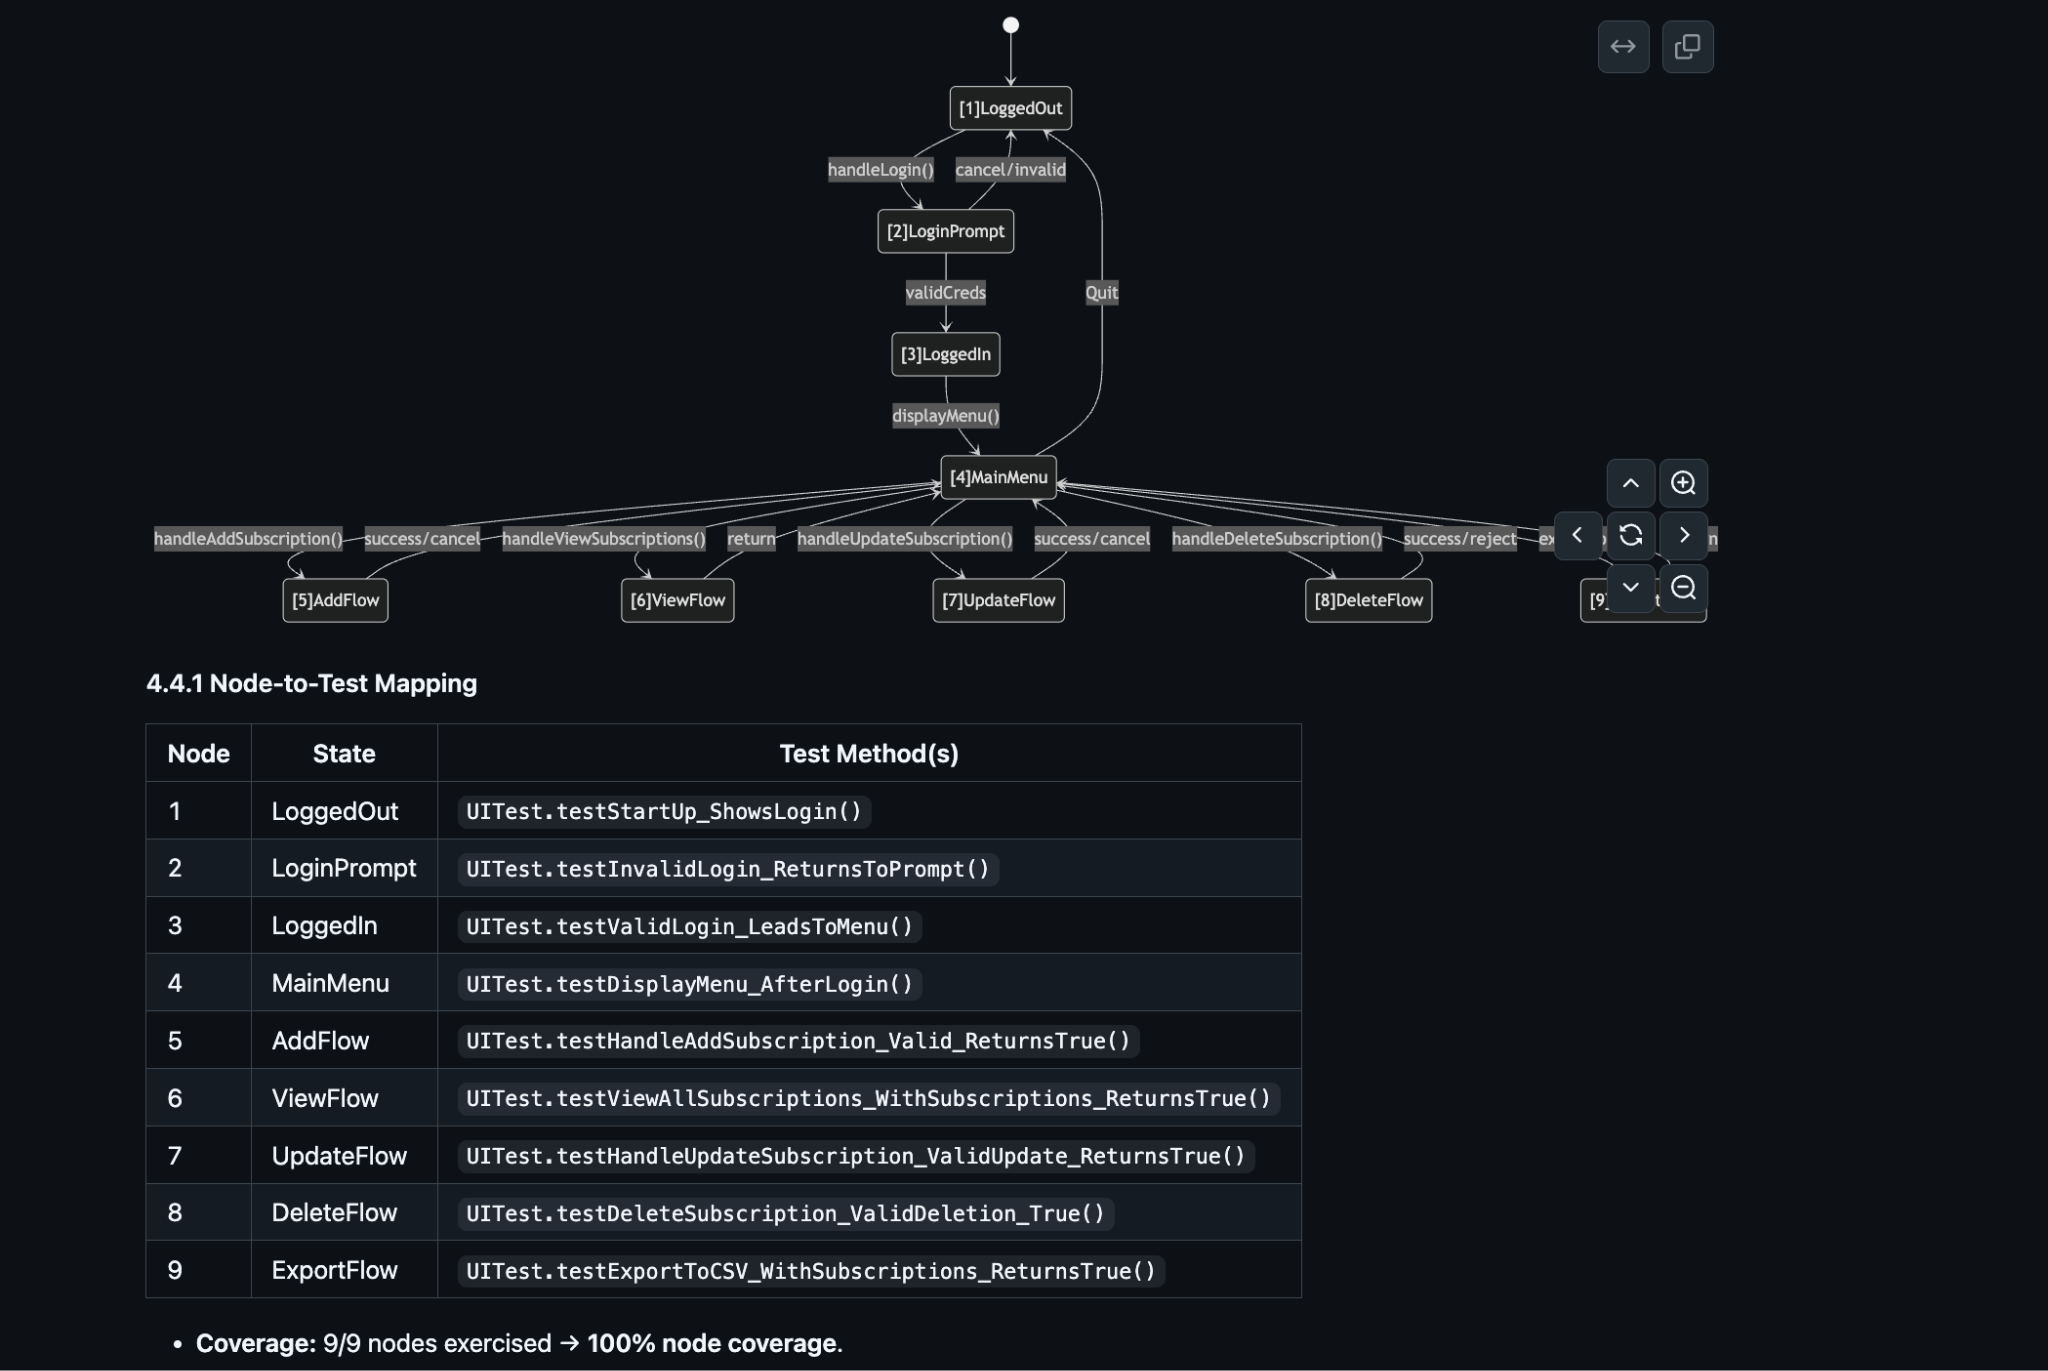 [1]LoggedOut
handleLogin() cancel/invalid
[2]LoginPrompt
validCreds Quit
[3]LoggedIn
displayMenu()
[4]MainMenu
handleAddSubscription() success/cancel handleViewSubscriptions() return handleUpdateSubscription() success/cancel handleDeleteSubscription() success/reject
[5]AddFlow [6]ViewFlow [7]UpdateFlow [8]DeleteFlow
4.4.1 Node-to-Test Mapping
Node State Test Method(s)
1 LoggedOut UITest.testStartUp_ShowsLogin()
2 LoginPrompt UITest.testInvalidLogin_ReturnsToPrompt()
3 LoggedIn UITest.testValidLogin_LeadsToMenu()
4 MainMenu UITest.testDisplayMenu_AfterLogin()
5 AddFlow UITest.testHandleAddSubscription_Valid_ReturnsTrue()
6 ViewFlow UITest.testViewAllSubscriptions_WithSubscriptions_ReturnsTrue()
7 UpdateFlow UITest.testHandleUpdateSubscription_ValidUpdate_ReturnsTrue()
8 DeleteFlow UITest.testDeleteSubscription_ValidDeletion_True()
9 ExportFlow UITest.testExportToCSV_WithSubscriptions_ReturnsTrue()
• Coverage: 9/9 nodes exercised → 100% node coverage.